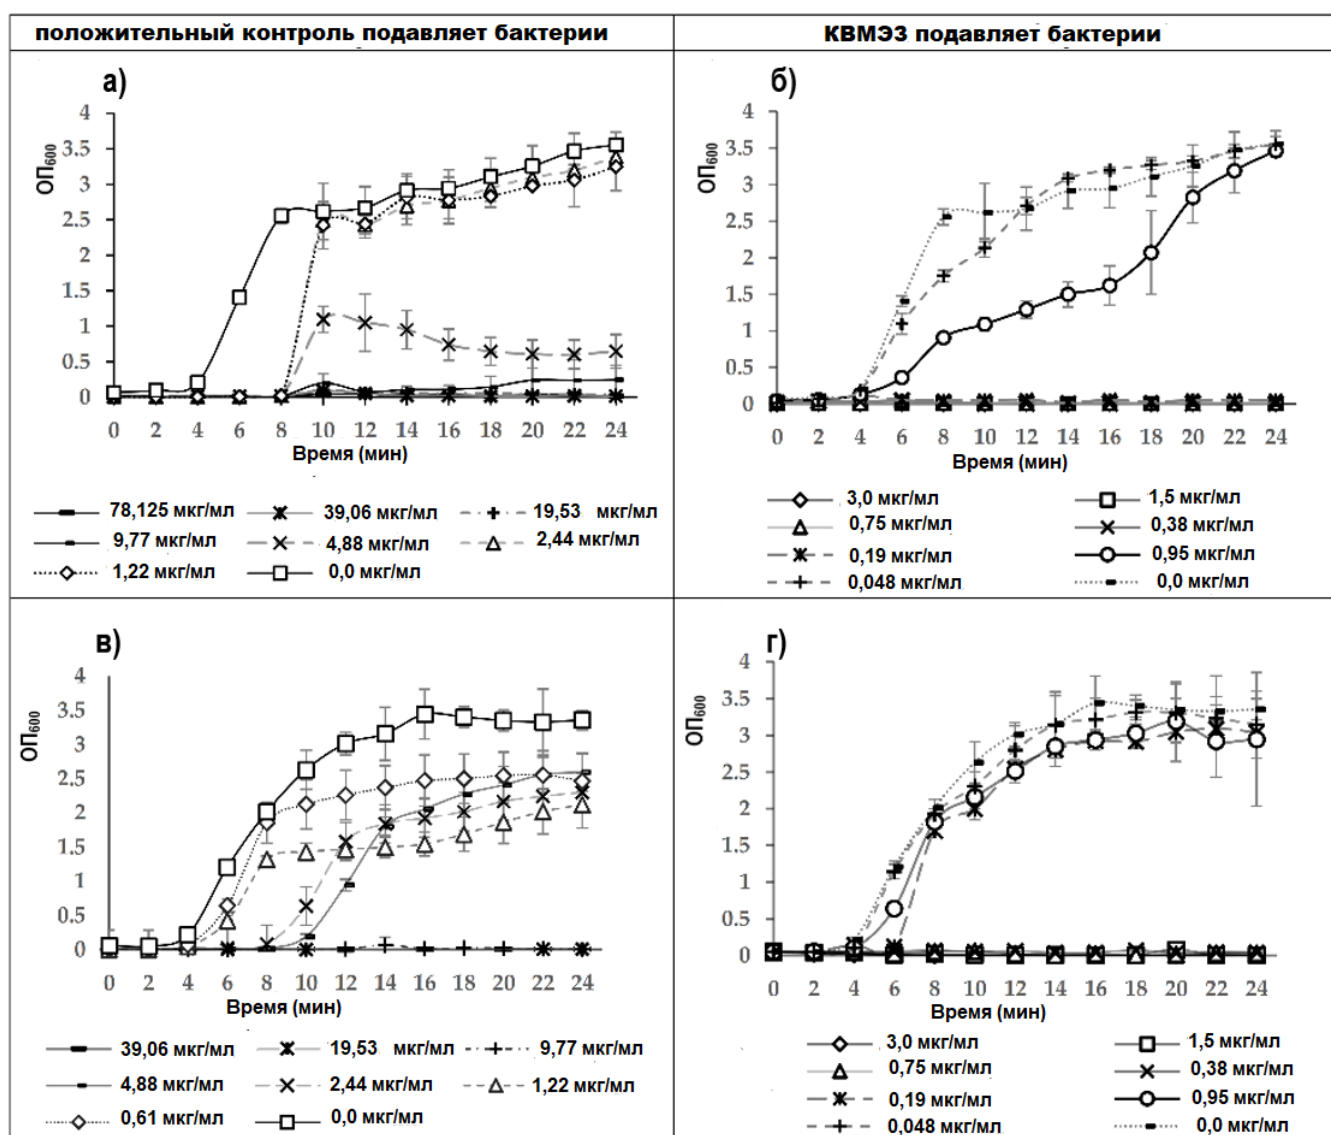 положительный контроль подавляет бактерии
КВМЭЗ подавляет бактерии
а)
ОП600
4
3.5
3
2.5
2
1.5
1
0.5
0
0 2 4 6 8 10 12 14 16 18 20 22 24
Время (мин)
78,125 мкг/мл 39,06 мкг/мл 19,53 мкг/мл
9,77 мкг/мл 4,88 мкг/мл 2,44 мкг/мл
1,22 мкг/мл 0,0 мкг/мл
б)
ОП600
4
3.5
3
2.5
2
1.5
1
0.5
0
0 2 4 6 8 10 12 14 16 18 20 22 24
Время (мин)
3,0 мкг/мл 1,5 мкг/мл
0,75 мкг/мл 0,38 мкг/мл
0,19 мкг/мл 0,95 мкг/мл
0,048 мкг/мл 0,0 мкг/мл
в)
ОП600
4
3.5
3
2.5
2
1.5
1
0.5
0
0 2 4 6 8 10 12 14 16 18 20 22 24
Время (мин)
39,06 мкг/мл 19,53 мкг/мл 9,77 мкг/мл
4,88 мкг/мл 2,44 мкг/мл 1,22 мкг/мл
0,61 мкг/мл 0,0 мкг/мл
г)
ОП600
4
3.5
3
2.5
2
1.5
1
0.5
0
0 2 4 6 8 10 12 14 16 18 20 22 24
Время (мин)
3,0 мкг/мл 1,5 мкг/мл
0,75 мкг/мл 0,38 мкг/мл
0,19 мкг/мл 0,95 мкг/мл
0,048 мкг/мл 0,0 мкг/мл